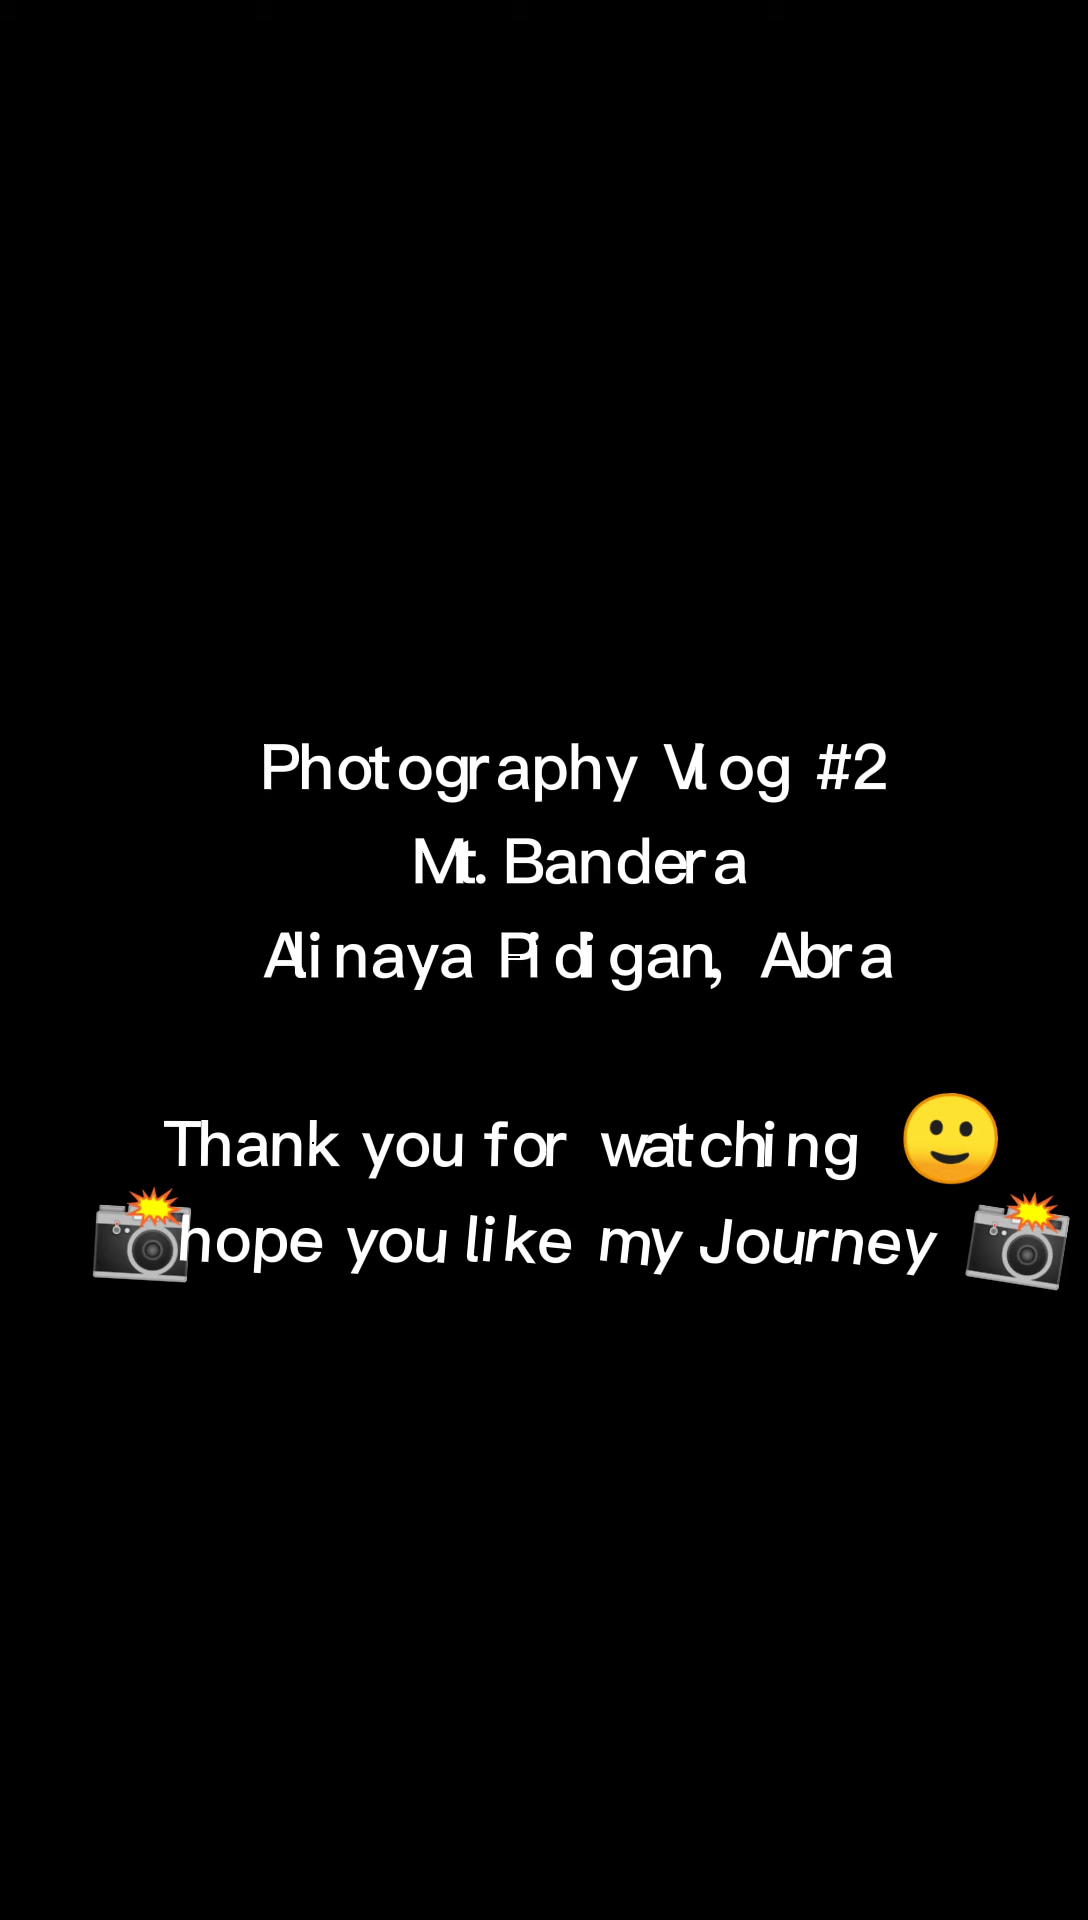 Photography Vlog #2
Mt. Bandera
Alinaya Pidigan, Abra
Thank you for watching 🙂
📸hope you like my Journey 📸